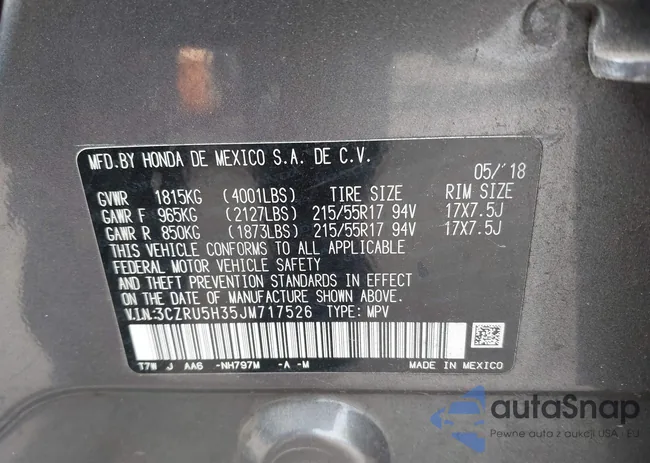 MFD.BY HONDA DE MEXICO S.A. DE C.V.
05/'18
GVWR 1815KG (4001LBS) TIRE SIZE RIM SIZE
GAWR F 965KG (2127LBS) 215/55R17 94V 17X7.5J
GAWR R 850KG (1873LBS) 215/55R17 94V 17X7.5J
THIS VEHICLE CONFORMS TO ALL APPLICABLE
FEDERAL MOTOR VEHICLE SAFETY
AND THEFT PREVENTION STANDARDS IN EFFECT
ON THE DATE OF MANUFACTURE SHOWN ABOVE.
V.I.N:3CZRU5H35JM717526 TYPE: MPV
T7W J AA6 -NH797M -A -M
MADE IN MEXICO
autaSnap
Pewne auta z aukcji USA i EU